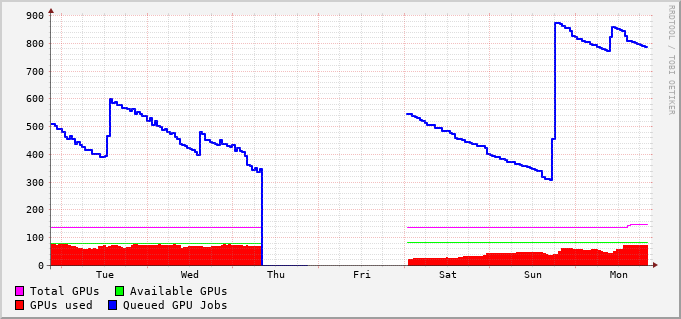 900
800
700
600
500
400
300
200
100
0
Tue Wed Thu Fri Sat Sun Mon
Total GPUs Available GPUs
GPUs used Queued GPU Jobs
RRDTOOL / TOBI OETIKER